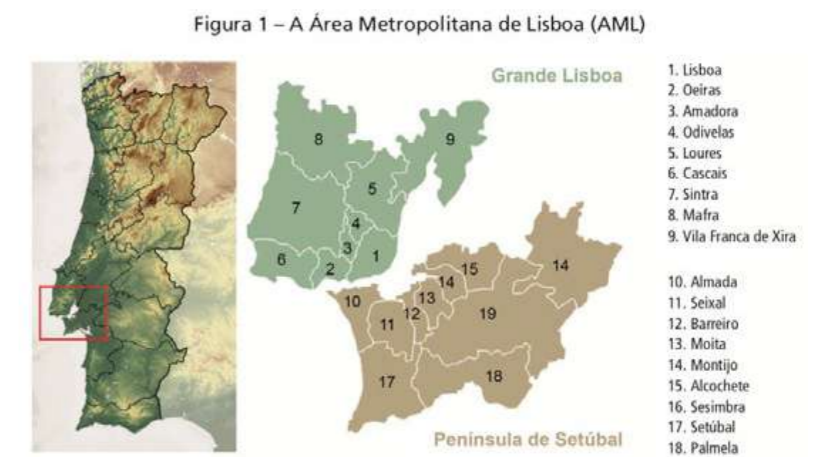 Figura 1 – A Área Metropolitana de Lisboa (AML)
Grande Lisboa
8
9
5
7
4
3
1
6
2
14
15
14
10
13
12
11
19
17
18
Península de Setúbal
1. Lisboa
2. Oeiras
3. Amadora
4. Odivelas
5. Loures
6. Cascais
7. Sintra
8. Mafra
9. Vila Franca de Xira
10. Almada
11. Seixal
12. Barreiro
13. Moita
14. Montijo
15. Alcochete
16. Sesimbra
17. Setúbal
18. Palmela